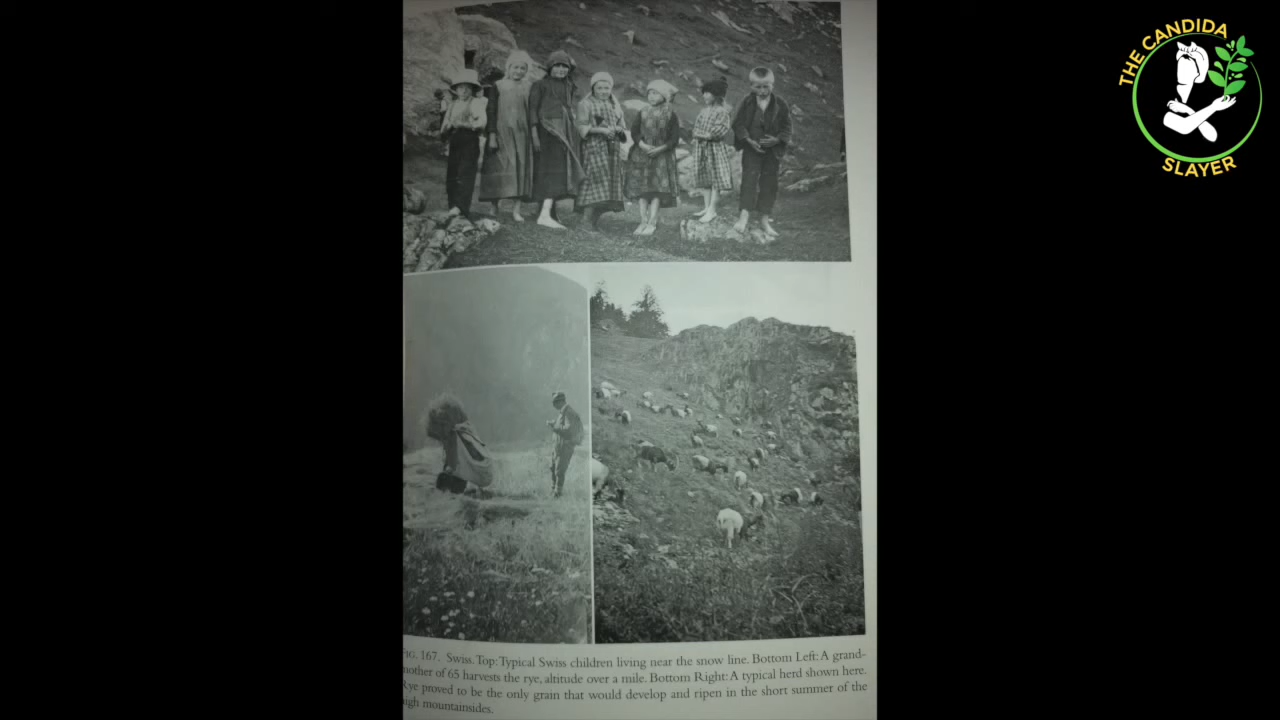 THE CANDIDA
SLAYER
FIG. 167. Swiss. Top: Typical Swiss children living near the snow line. Bottom Left: A grand-
mother of 65 harvests the rye, altitude over a mile. Bottom Right: A typical herd shown here.
Rye proved to be the only grain that would develop and ripen in the short summer of the
high mountainsides.